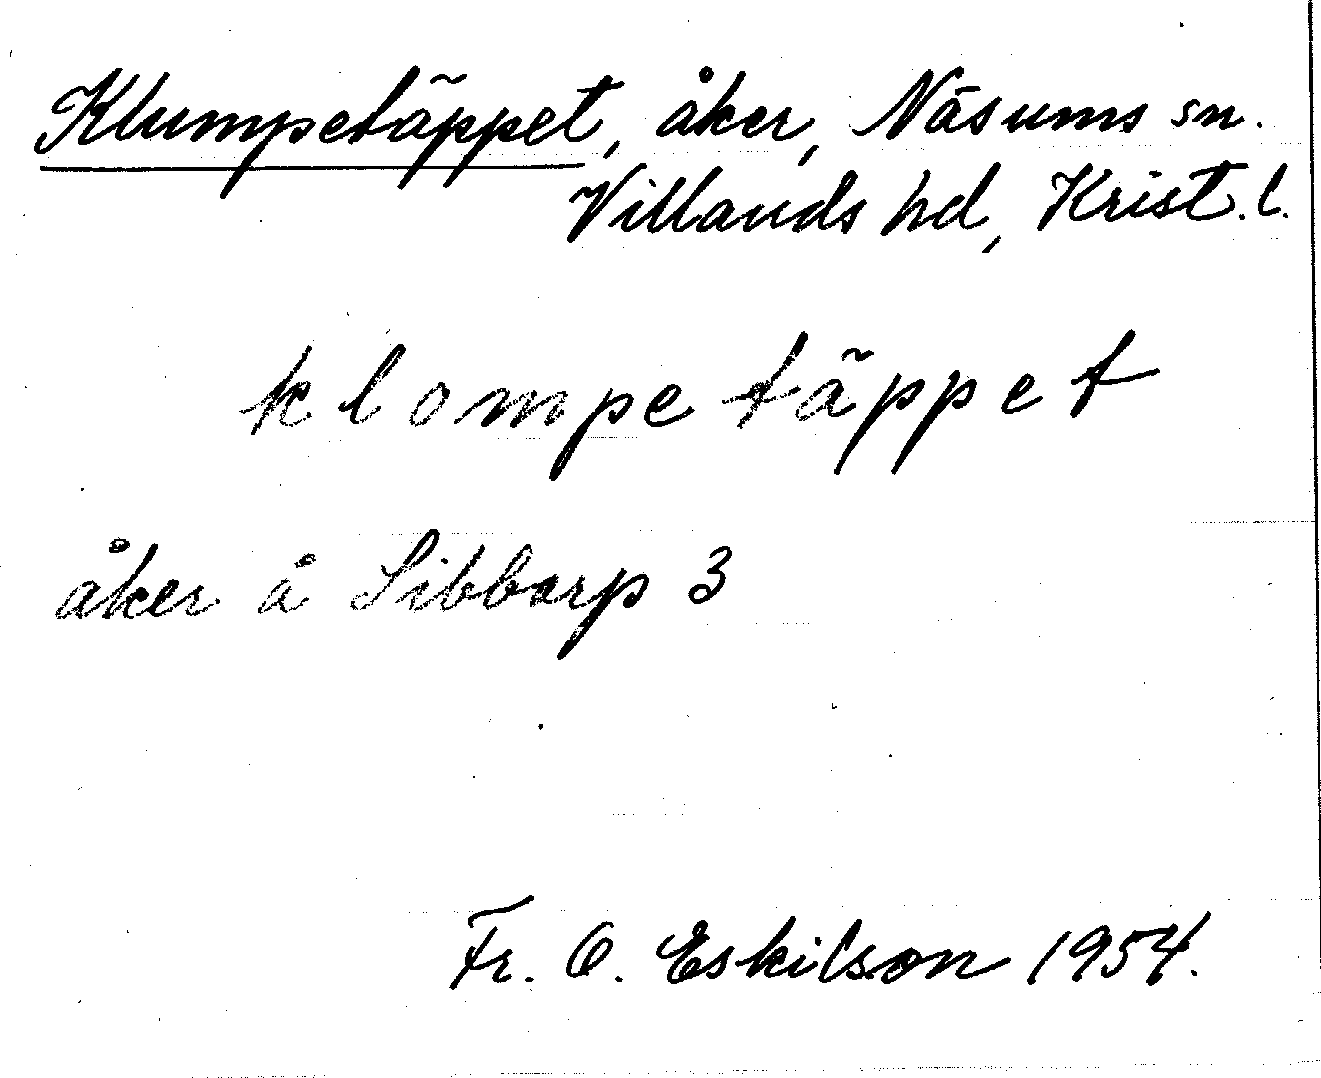 Klumpetäppet, åker, Näsums sn.
Villands hd, Krist. l.
klompetäppet
åker å Sibbarp 3
Fr. O. Eskilson 1954.